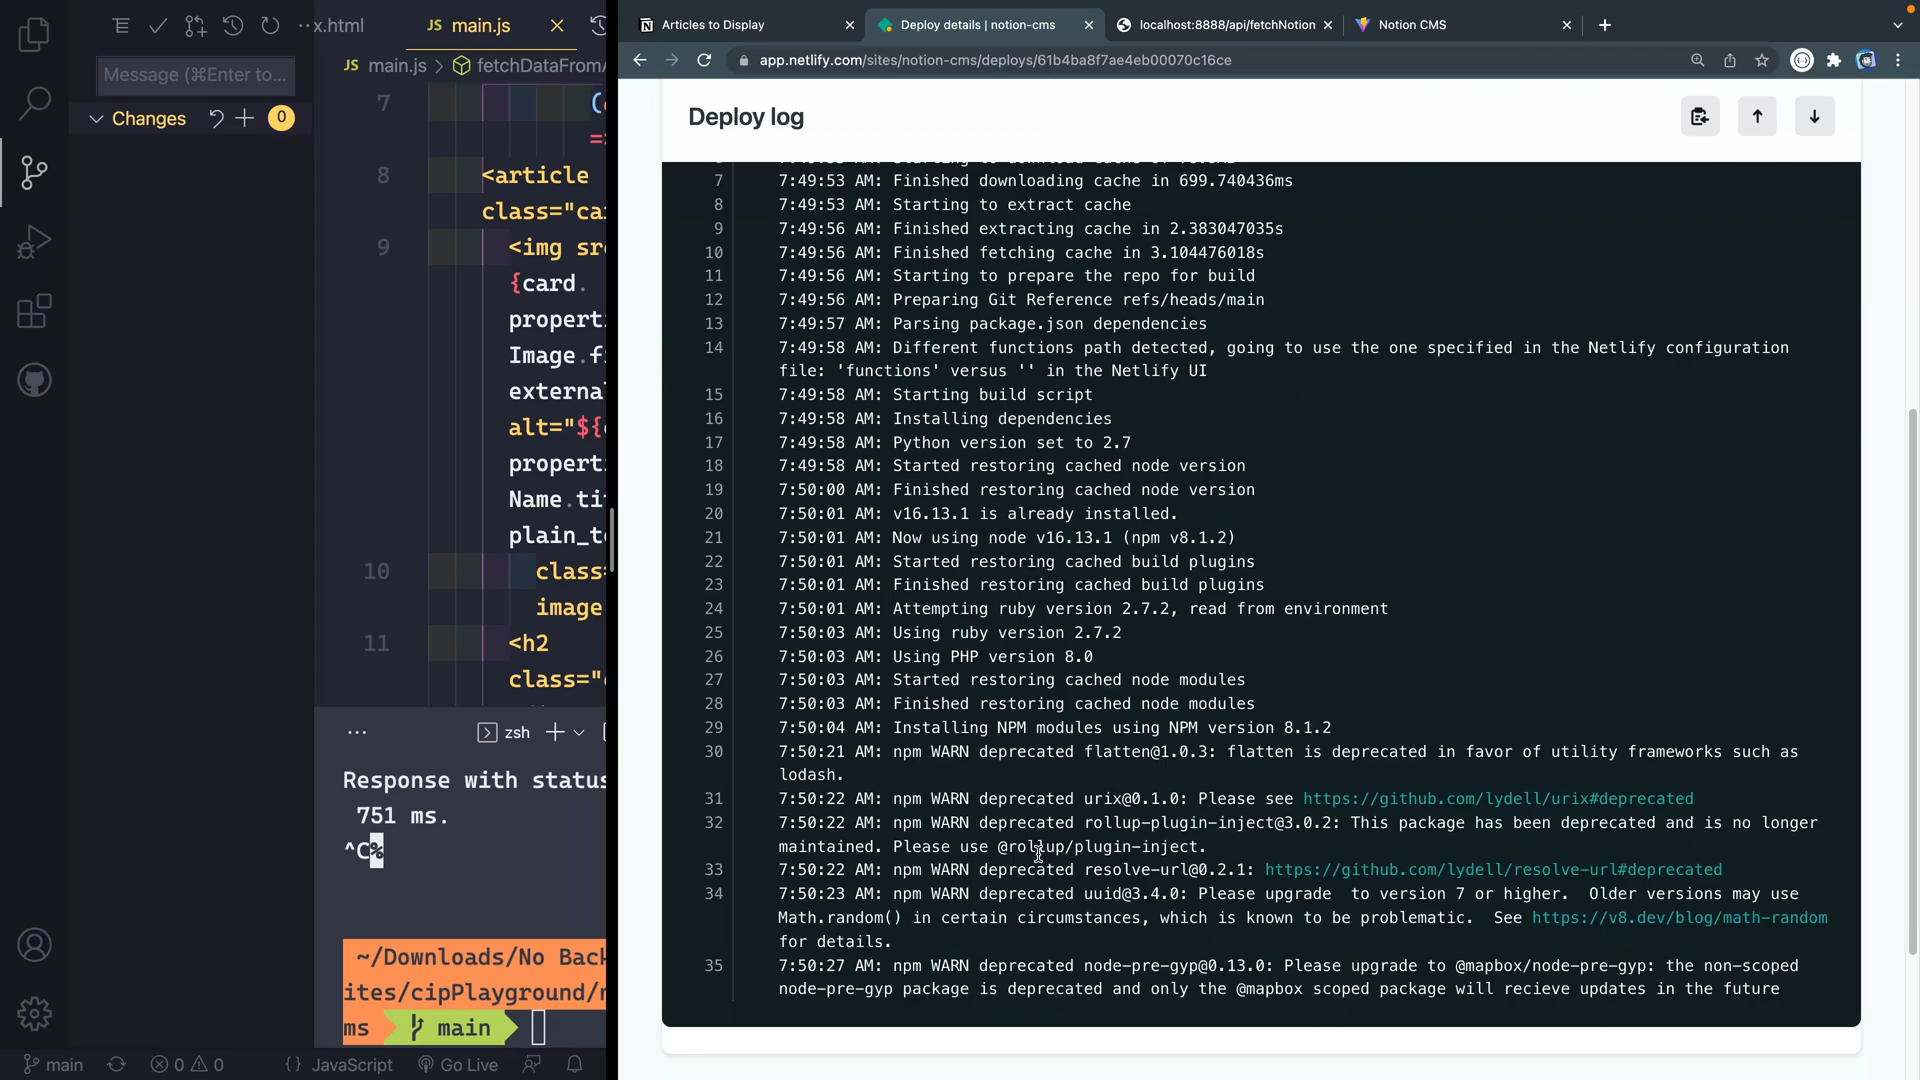 x.html
JS main.js
Articles to Display
Deploy details | notion-cms
localhost:8888/api/fetchNotion
Notion CMS
app.netlify.com/sites/notion-cms/deploys/61b4ba8f7ae4eb00070c16ce
Message (⌘Enter to...
Changes
0
JS main.js > fetchDataFrom
7
=>
8 <article
class="ca
9 <img src
{card.
propert
Image.f
external
alt="${
propert
Name.ti
plain_t
10 class=
image
11 <h2
class="
zsh
Response with status
751 ms.
^C%
~/Downloads/No Back
ites/cipPlayground/n
ms main
main
0 0
{} JavaScript
Go Live
Deploy log
7 7:49:53 AM: Finished downloading cache in 699.740436ms
8 7:49:53 AM: Starting to extract cache
9 7:49:56 AM: Finished extracting cache in 2.383047035s
10 7:49:56 AM: Finished fetching cache in 3.104476018s
11 7:49:56 AM: Starting to prepare the repo for build
12 7:49:56 AM: Preparing Git Reference refs/heads/main
13 7:49:57 AM: Parsing package.json dependencies
14 7:49:58 AM: Different functions path detected, going to use the one specified in the Netlify configuration
file: 'functions' versus '' in the Netlify UI
15 7:49:58 AM: Starting build script
16 7:49:58 AM: Installing dependencies
17 7:49:58 AM: Python version set to 2.7
18 7:49:58 AM: Started restoring cached node version
19 7:50:00 AM: Finished restoring cached node version
20 7:50:01 AM: v16.13.1 is already installed.
21 7:50:01 AM: Now using node v16.13.1 (npm v8.1.2)
22 7:50:01 AM: Started restoring cached build plugins
23 7:50:01 AM: Finished restoring cached build plugins
24 7:50:01 AM: Attempting ruby version 2.7.2, read from environment
25 7:50:03 AM: Using ruby version 2.7.2
26 7:50:03 AM: Using PHP version 8.0
27 7:50:03 AM: Started restoring cached node modules
28 7:50:03 AM: Finished restoring cached node modules
29 7:50:04 AM: Installing NPM modules using NPM version 8.1.2
30 7:50:21 AM: npm WARN deprecated flatten@1.0.3: flatten is deprecated in favor of utility frameworks such as
lodash.
31 7:50:22 AM: npm WARN deprecated urix@0.1.0: Please see https://github.com/lydell/urix#deprecated
32 7:50:22 AM: npm WARN deprecated rollup-plugin-inject@3.0.2: This package has been deprecated and is no longer
maintained. Please use @rollup/plugin-inject.
33 7:50:22 AM: npm WARN deprecated resolve-url@0.2.1: https://github.com/lydell/resolve-url#deprecated
34 7:50:23 AM: npm WARN deprecated uuid@3.4.0: Please upgrade  to version 7 or higher.  Older versions may use
Math.random() in certain circumstances, which is known to be problematic.  See https://v8.dev/blog/math-random
for details.
35 7:50:27 AM: npm WARN deprecated node-pre-gyp@0.13.0: Please upgrade to @mapbox/node-pre-gyp: the non-scoped
node-pre-gyp package is deprecated and only the @mapbox scoped package will recieve updates in the future